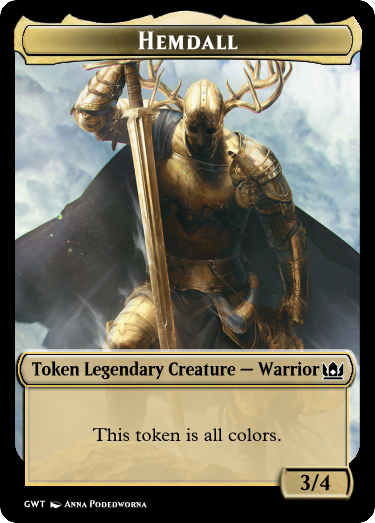 Hemdall
Token Legendary Creature — Warrior
This token is all colors.
3/4
GWT Anna Podedworna